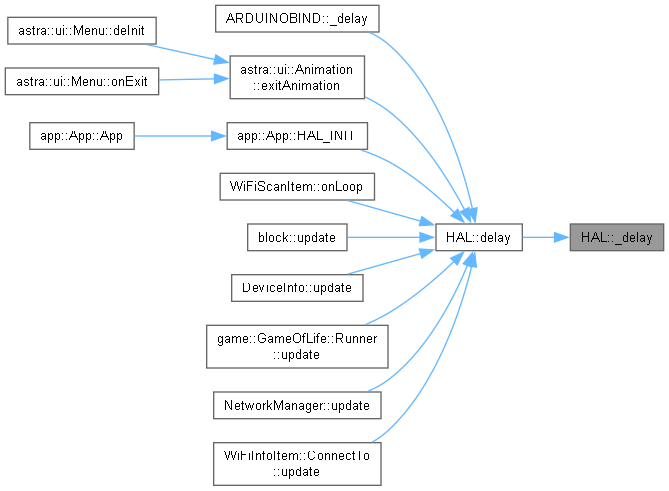 ARDUINOBIND::_delay
astra::ui::Menu::deInit
astra::ui::Animation
::exitAnimation
astra::ui::Menu::onExit
app::App::App
app::App::HAL_INIT
WiFiScanItem::onLoop
block::update
HAL::delay
HAL::_delay
DeviceInfo::update
game::GameOfLife::Runner
::update
NetworkManager::update
WiFiInfoItem::ConnectTo
::update